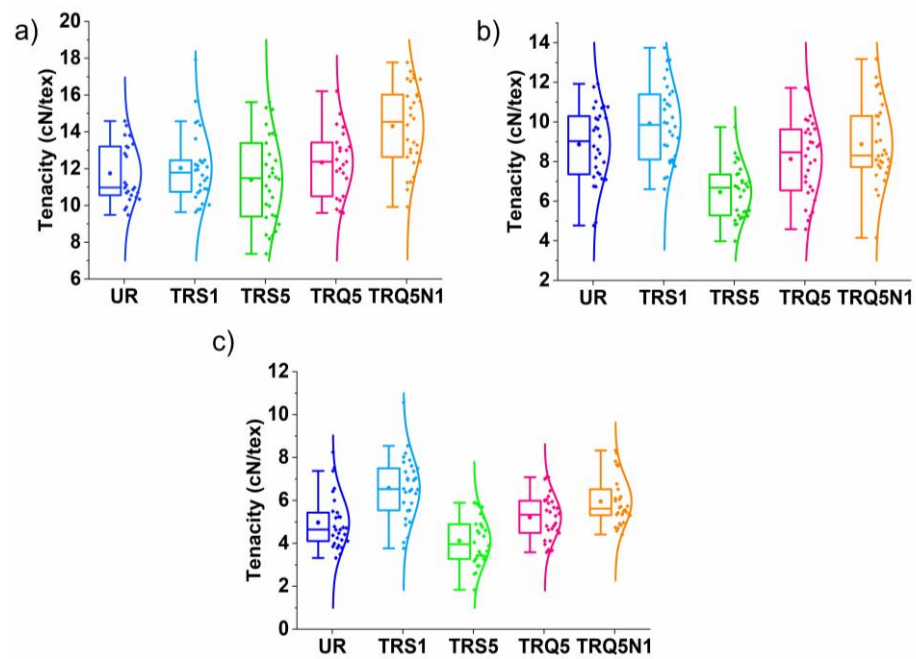 a)
Tenacity (cN/tex)
20
18
16
14
12
10
8
6
UR TRS1 TRS5 TRQ5 TRQ5N1
b)
Tenacity (cN/tex)
14
12
10
8
6
4
2
UR TRS1 TRS5 TRQ5 TRQ5N1
c)
Tenacity (cN/tex)
12
10
8
6
4
2
0
UR TRS1 TRS5 TRQ5 TRQ5N1